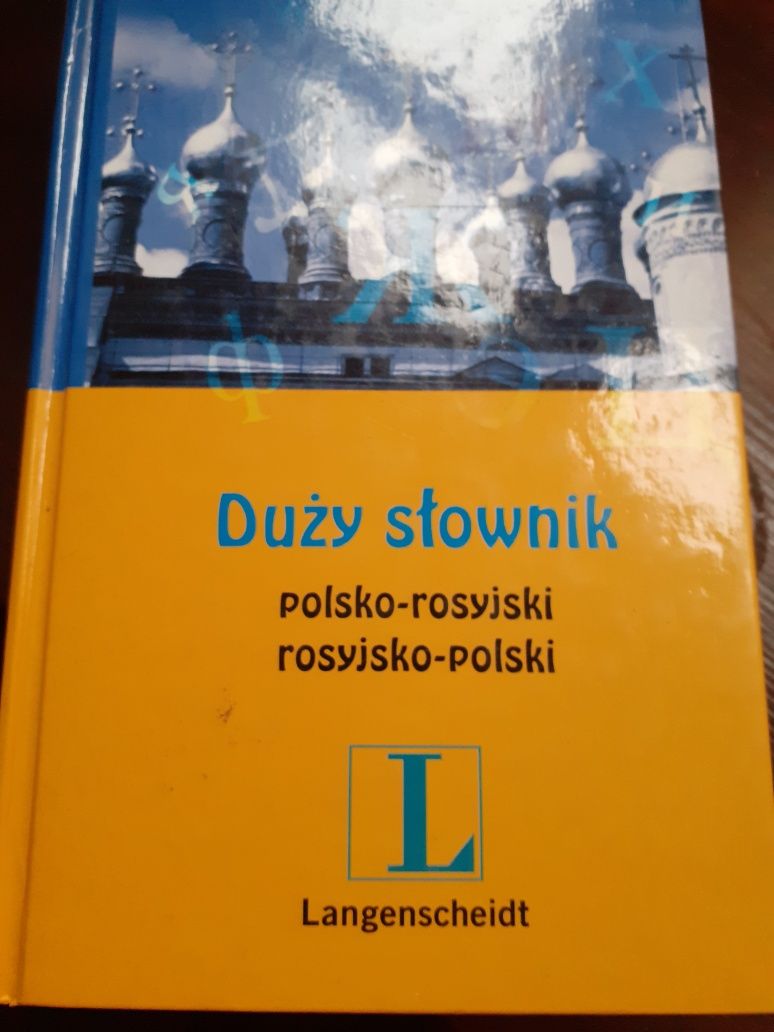 Duży słownik
polsko-rosyjski
rosyjsko-polski
L
Langenscheidt